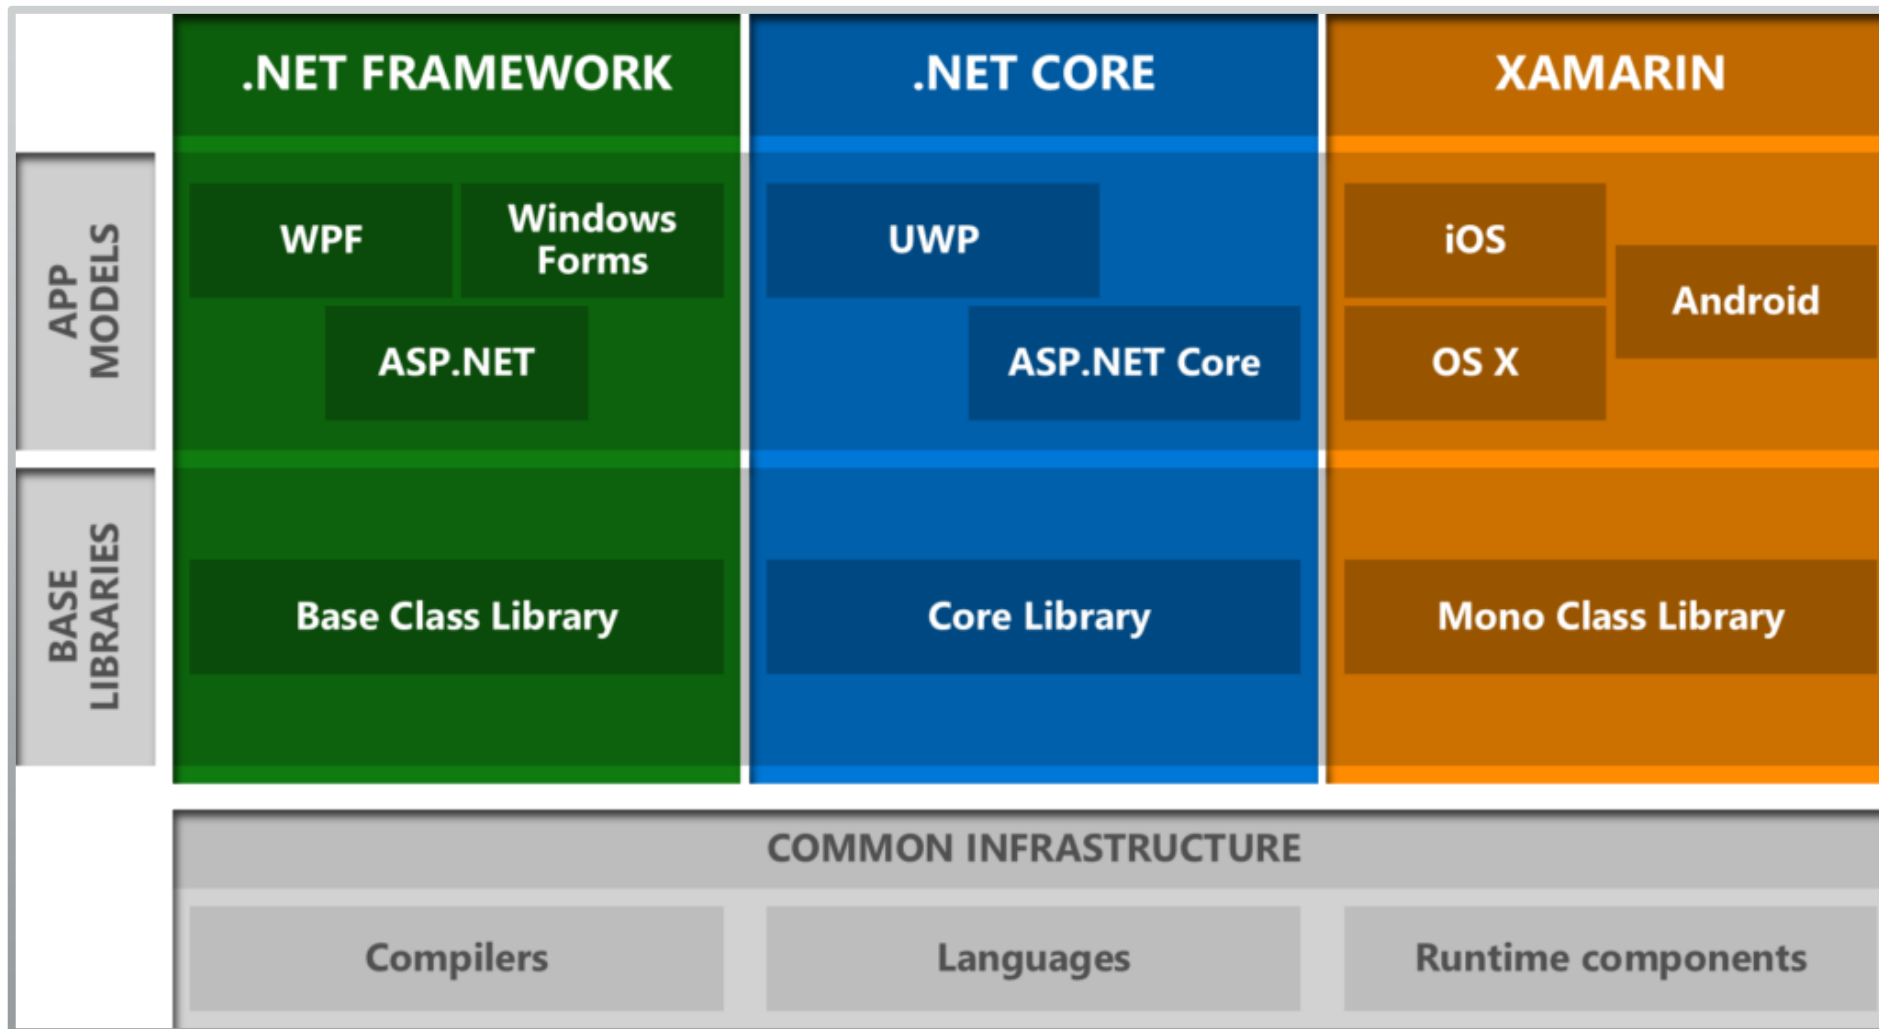 .NET FRAMEWORK
.NET CORE
XAMARIN
APP
MODELS
WPF
Windows
Forms
ASP.NET
UWP
ASP.NET Core
iOS
Android
OS X
BASE
LIBRARIES
Base Class Library
Core Library
Mono Class Library
COMMON INFRASTRUCTURE
Compilers
Languages
Runtime components